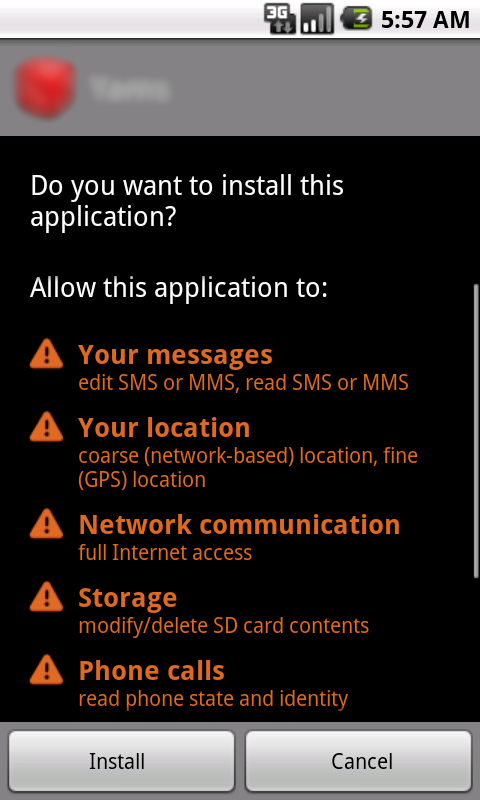 3G
5:57 AM
Do you want to install this
application?
Allow this application to:
Your messages
edit SMS or MMS, read SMS or MMS
Your location
coarse (network-based) location, fine
(GPS) location
Network communication
full Internet access
Storage
modify/delete SD card contents
Phone calls
read phone state and identity
Install
Cancel